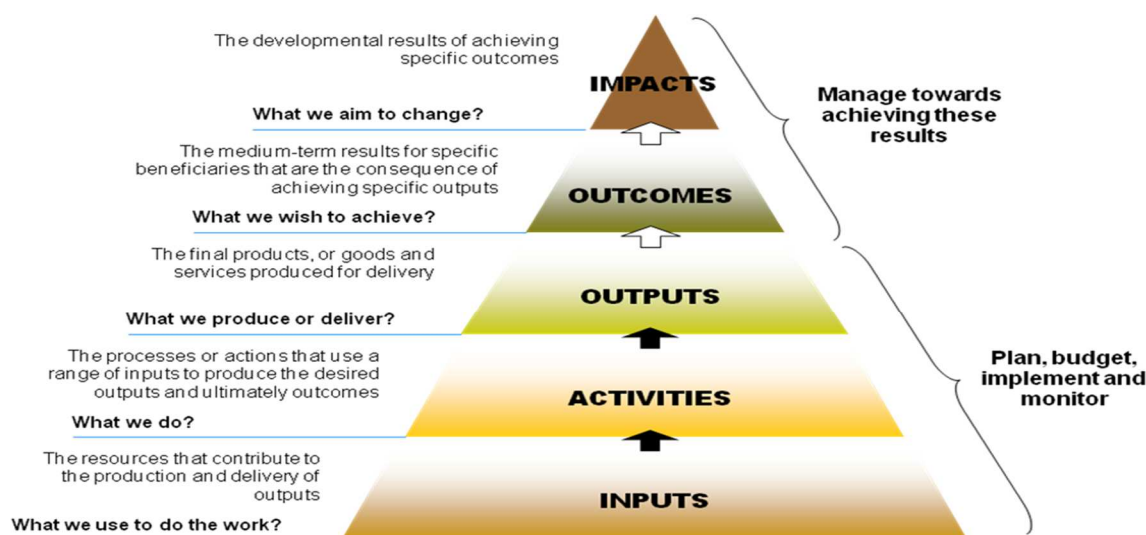 The developmental results of achieving
specific outcomes
IMPACTS
What we aim to change?
Manage towards
achieving these
results
The medium-term results for specific
beneficiaries that are the consequence of
achieving specific outputs
OUTCOMES
What we wish to achieve?
The final products, or goods and
services produced for delivery
OUTPUTS
What we produce or deliver?
The processes or actions that use a
range of inputs to produce the desired
outputs and ultimately outcomes
ACTIVITIES
What we do?
Plan, budget,
implement and
monitor
The resources that contribute to
the production and delivery of
outputs
INPUTS
What we use to do the work?